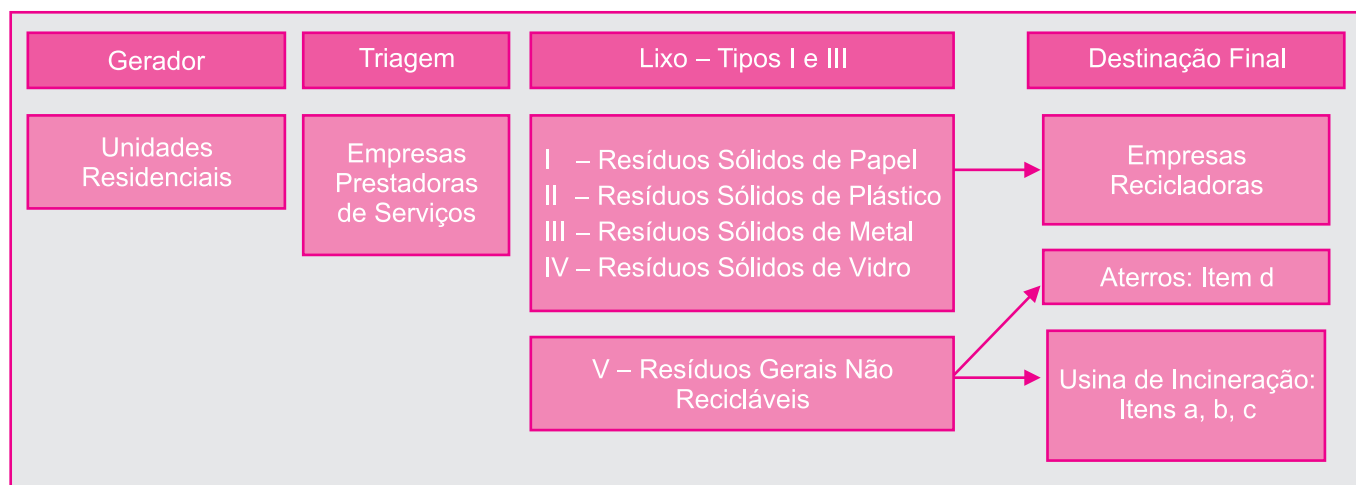 Gerador
Triagem
Lixo – Tipos I e III
Destinação Final
Unidades
Residenciais
Empresas
Prestadoras
de Serviços
I – Resíduos Sólidos de Papel
II – Resíduos Sólidos de Plástico
III – Resíduos Sólidos de Metal
IV – Resíduos Sólidos de Vidro
Empresas
Recicladoras
Aterros: Item d
V – Resíduos Gerais Não
Recicláveis
Usina de Incineração:
Itens a, b, c